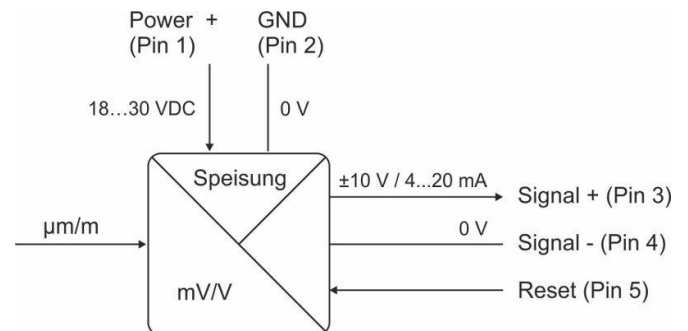 Power +
(Pin 1)
GND
(Pin 2)
18...30 VDC
0 V
Speisung
±10 V / 4...20 mA
Signal + (Pin 3)
µm/m
0 V
Signal - (Pin 4)
mV/V
Reset (Pin 5)